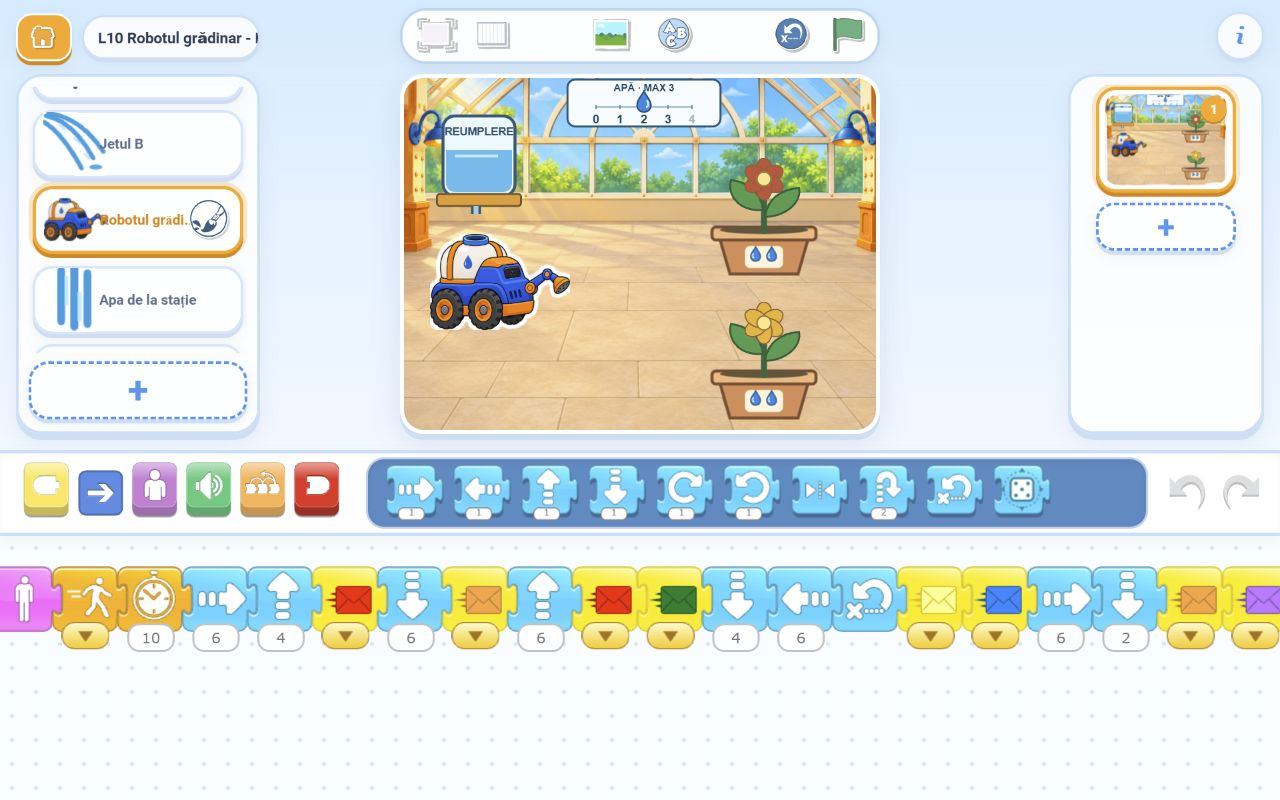 L10 Robotul grădinar -
i
Jetul B
Robotul grădi.
Apa de la stație
APĂ · MAX 3
0 1 2 3 4
REUMPLERE
1
A B C
1 1 1 1 1 1 2
10 6 4 6 6 4 6 6 2